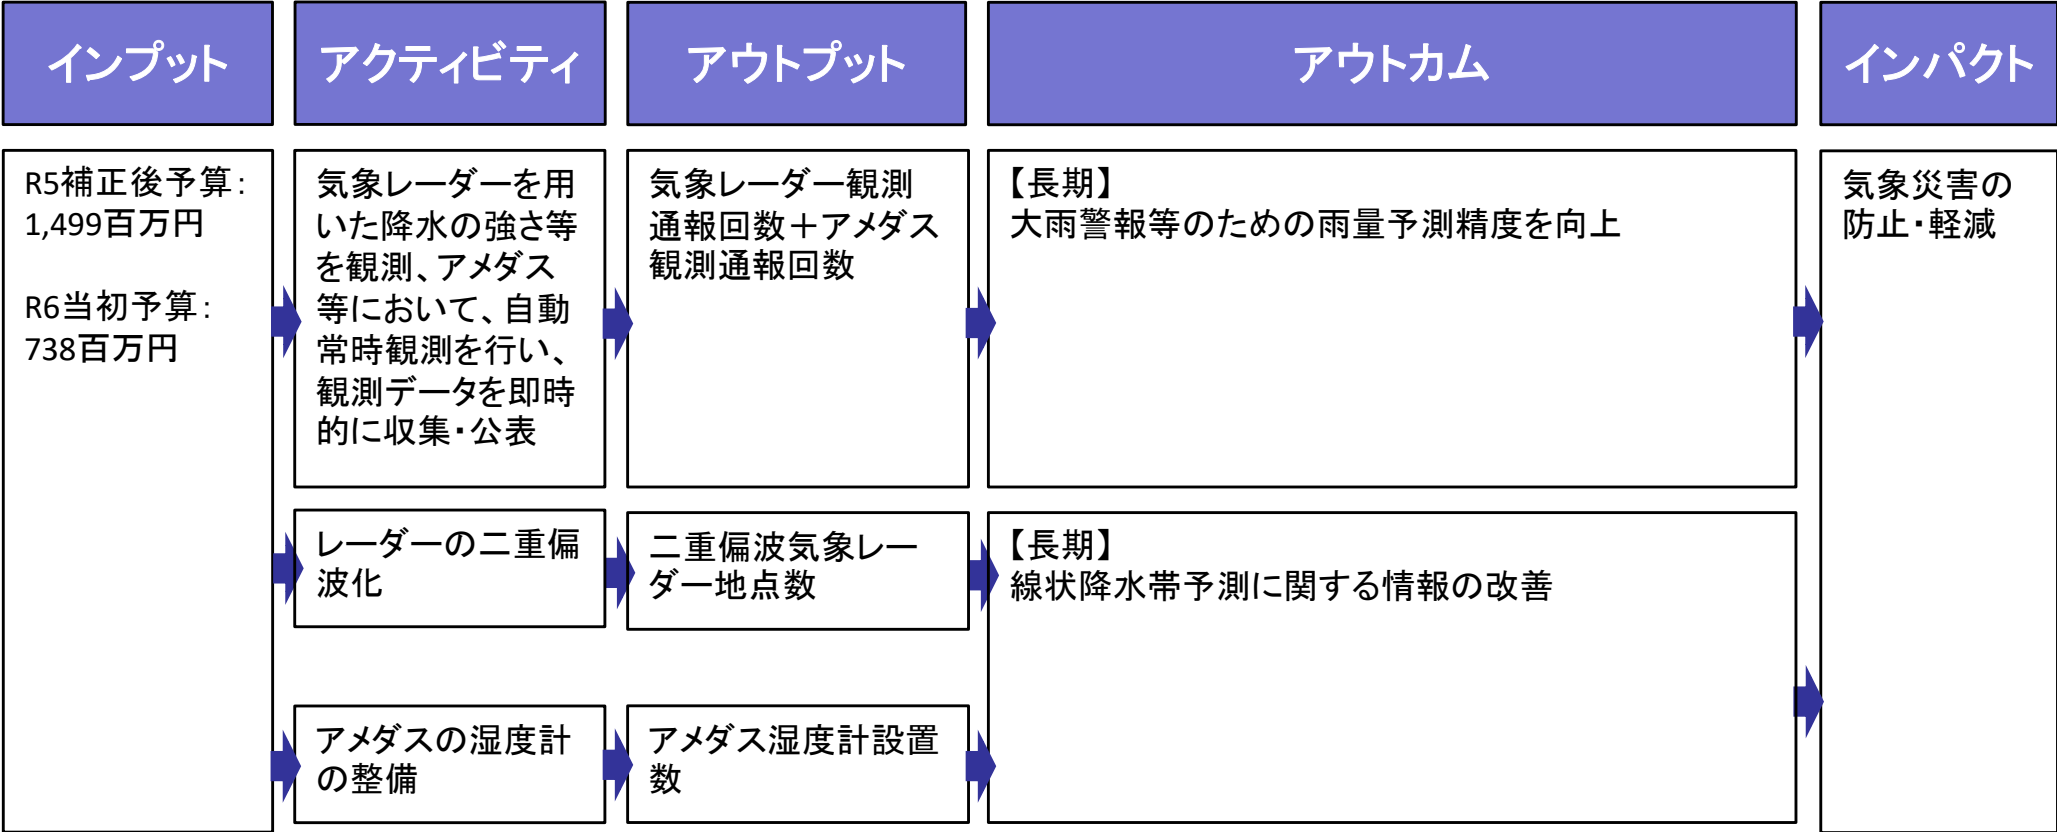 インプット
アクティビティ
アウトプット
アウトカム
インパクト
R5補正後予算：
1,499百万円
R6当初予算：
738百万円
気象レーダーを用
いた降水の強さ等
を観測、アメダス
等において、自動
常時観測を行い、
観測データを即時
的に収集・公表
気象レーダー観測
通報回数＋アメダス
観測通報回数
【長期】
大雨警報等のための雨量予測精度を向上
気象災害の
防止・軽減
レーダーの二重偏
波化
二重偏波気象レー
ダー地点数
【長期】
線状降水帯予測に関する情報の改善
アメダスの湿度計
の整備
アメダス湿度計設置
数